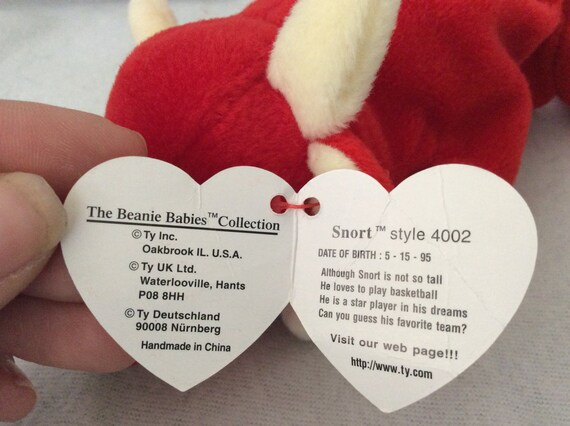 The Beanie Babies™Collection
©Ty Inc.
Oakbrook IL. U.S.A.
©Ty UK Ltd.
Waterlooville, Hants
P08 8HH
©Ty Deutschland
90008 Nürnberg
Handmade in China
Snort™ style 4002
DATE OF BIRTH : 5 - 15 - 95
Although Snort is not so tall
He loves to play basketball
He is a star player in his dreams
Can you guess his favorite team?
Visit our web page!!!
http://www.ty.com